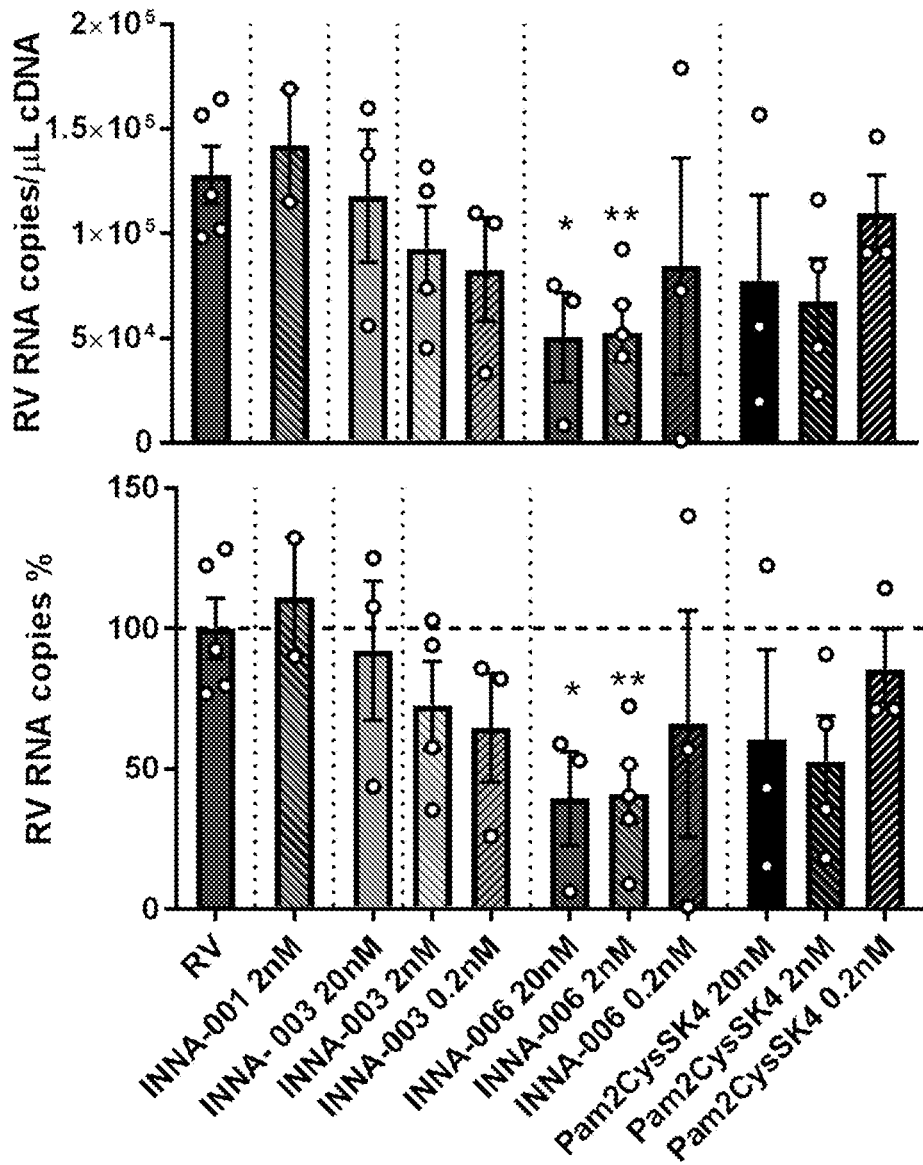 2×10⁵
1.5×10⁵
1×10⁵
5×10⁴
0
RV RNA copies/μL cDNA
*
**
150
100
50
0
RV RNA copies %
*
**
RV
INNA-001 2nM
INNA- 003 20nM
INNA-003 2nM
INNA-003 0.2nM
INNA-006 20nM
INNA-006 2nM
INNA-006 0.2nM
Pam2CysSK4 20nM
Pam2CysSK4 2nM
Pam2CysSK4 0.2nM